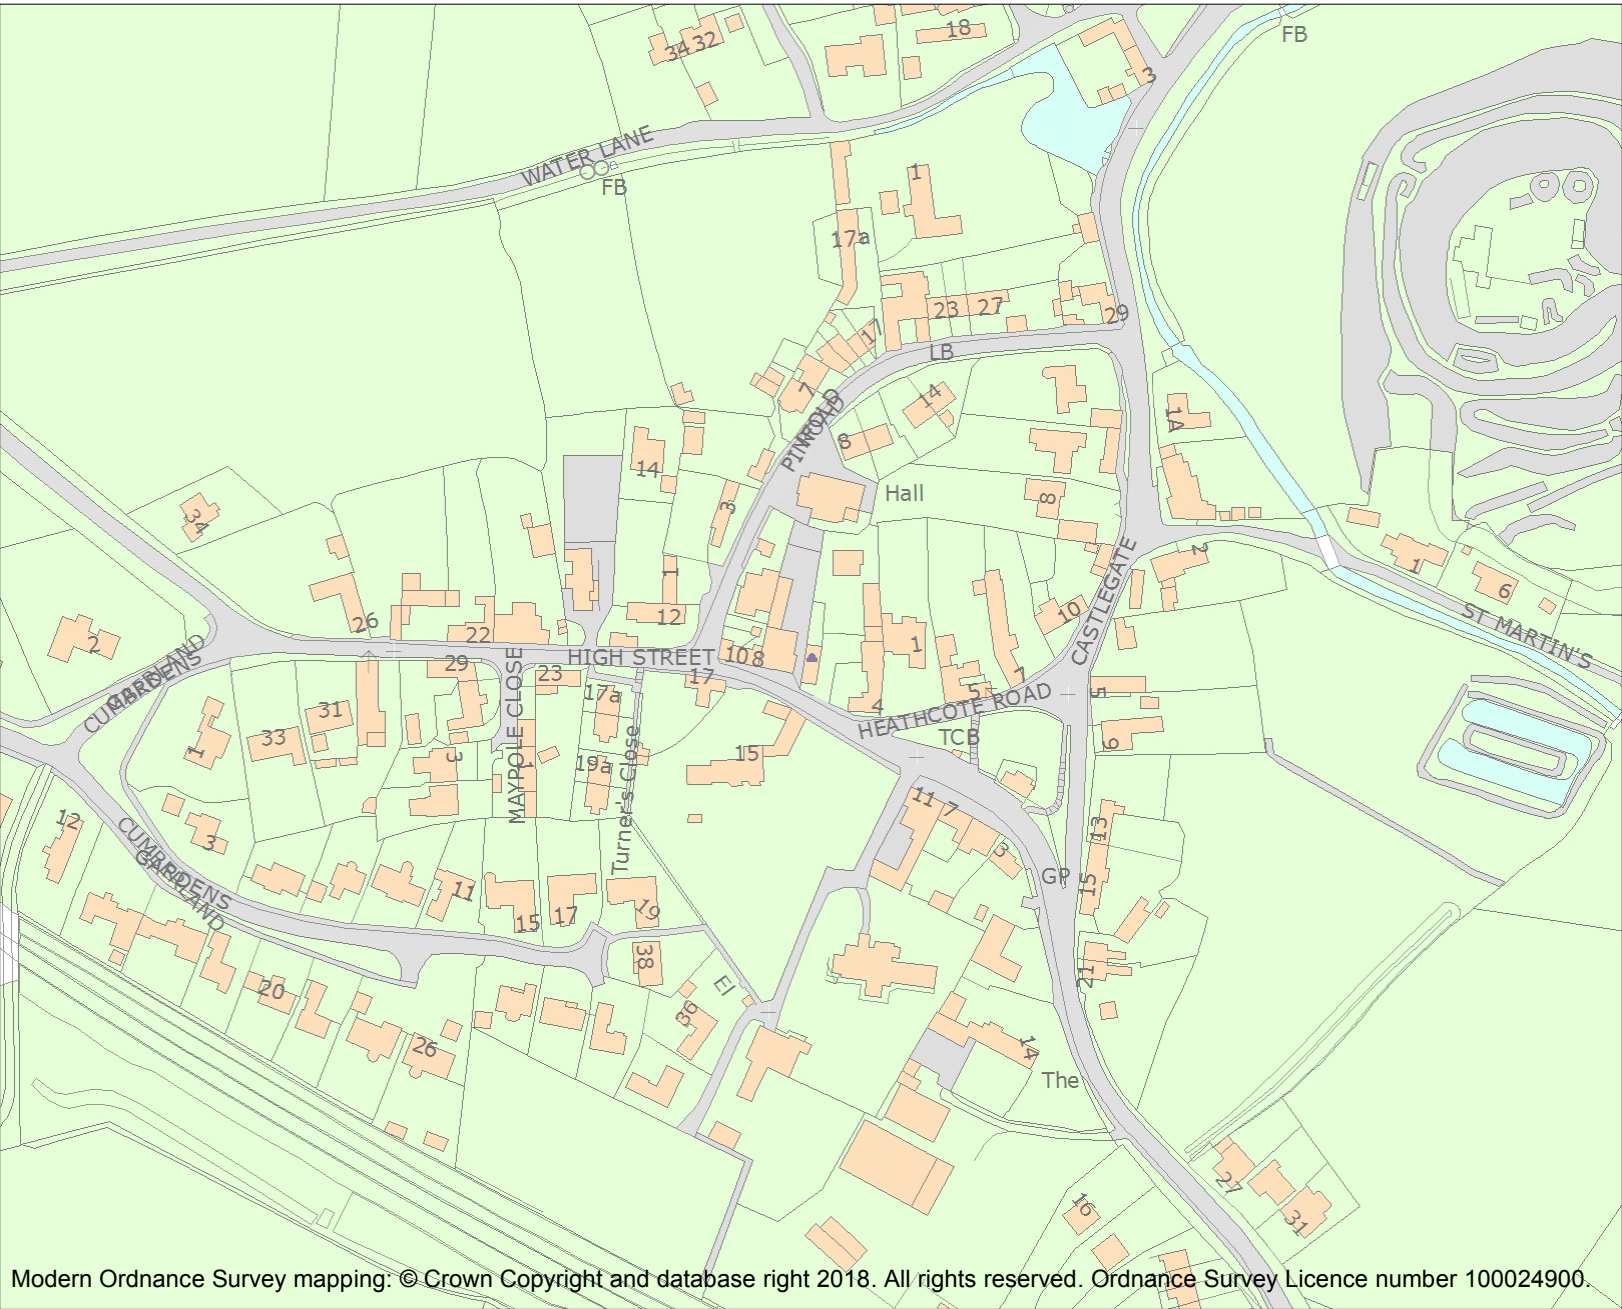 34 32
18
FB
3
WATER LANE
FB
1
17a
23 27
29
17
LB
7
14
PINFOLD
ROAD
8
1A
14
Hall
8
3
34
CASTLEGATE
2
1
6
ST MARTIN'S
1
12
10
26
22
2
HIGH STREET
10 8
1
29
23
17
17a
7
5
5
4
HEATHCOTE ROAD
CUMBERLAND
GARDENS
MAYPOLE CLOSE
31
33
1
3
1
19a
15
TCB
9
Turner's Close
11 7
12
3
13
3
CUMBERLAND
GARDENS
GP
15
11
15 17 19
38
21
20
El
36
26
14
The
27
16
31
Modern Ordnance Survey mapping: © Crown Copyright and database right 2018. All rights reserved. Ordnance Survey Licence number 100024900.